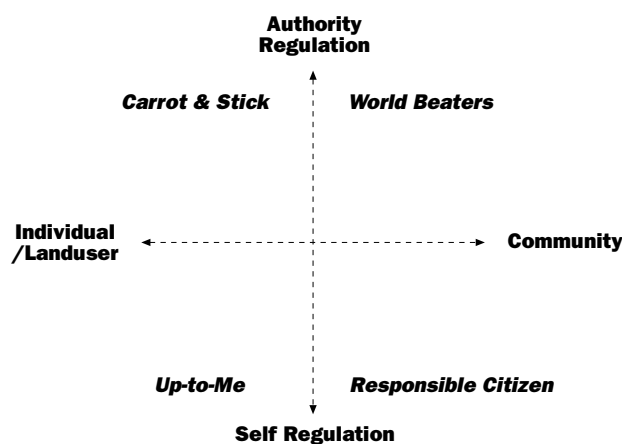 Authority
Regulation
Carrot & Stick
World Beaters
Individual
/Landuser
Community
Up-to-Me
Responsible Citizen
Self Regulation